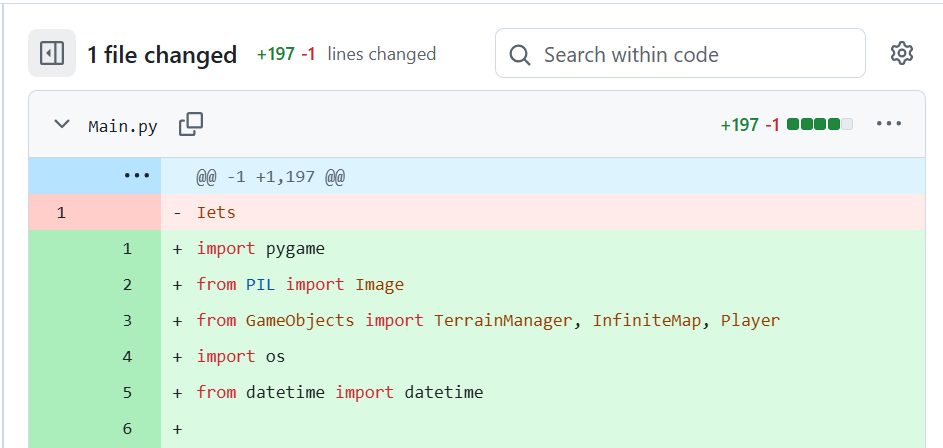 1 file changed +197 -1 lines changed Search within code
Main.py +197 -1
@@ -1 +1,197 @@
1 - Iets
1 + import pygame
2 + from PIL import Image
3 + from GameObjects import TerrainManager, InfiniteMap, Player
4 + import os
5 + from datetime import datetime
6 +